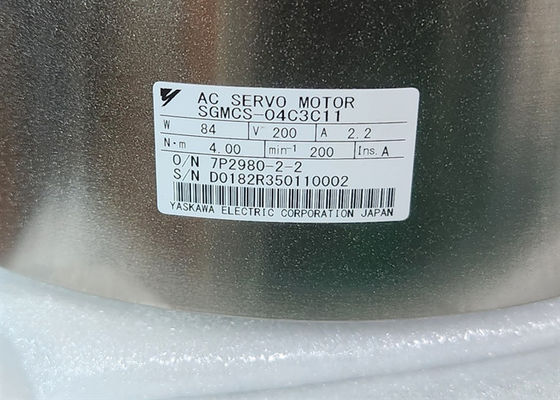 AC SERVO MOTOR
SGMCS-04C3C11
W 84 V~ 200 A 2.2
N·m 4.00 min⁻¹ 200 Ins. A
O/N 7P2980-2-2
S/N D0182R350110002
YASKAWA ELECTRIC CORPORATION JAPAN